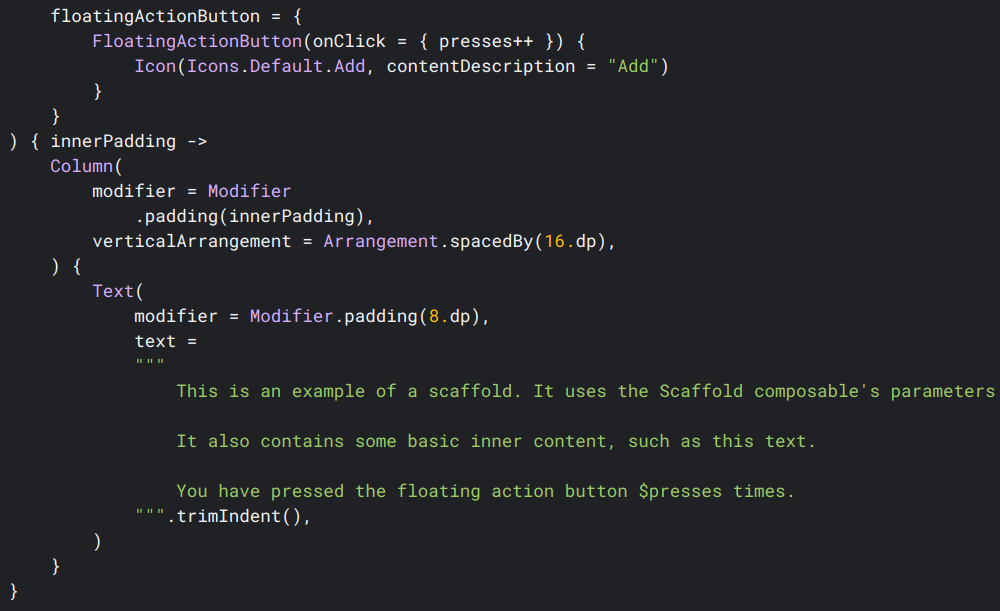 floatingActionButton = {
        FloatingActionButton(onClick = { presses++ }) {
            Icon(Icons.Default.Add, contentDescription = "Add")
        }
    }
) { innerPadding ->
    Column(
        modifier = Modifier
            .padding(innerPadding),
        verticalArrangement = Arrangement.spacedBy(16.dp),
    ) {
        Text(
            modifier = Modifier.padding(8.dp),
            text =
            """
                This is an example of a scaffold. It uses the Scaffold composable's parameters
                It also contains some basic inner content, such as this text.
                You have pressed the floating action button $presses times.
            """.trimIndent(),
        )
    }
}